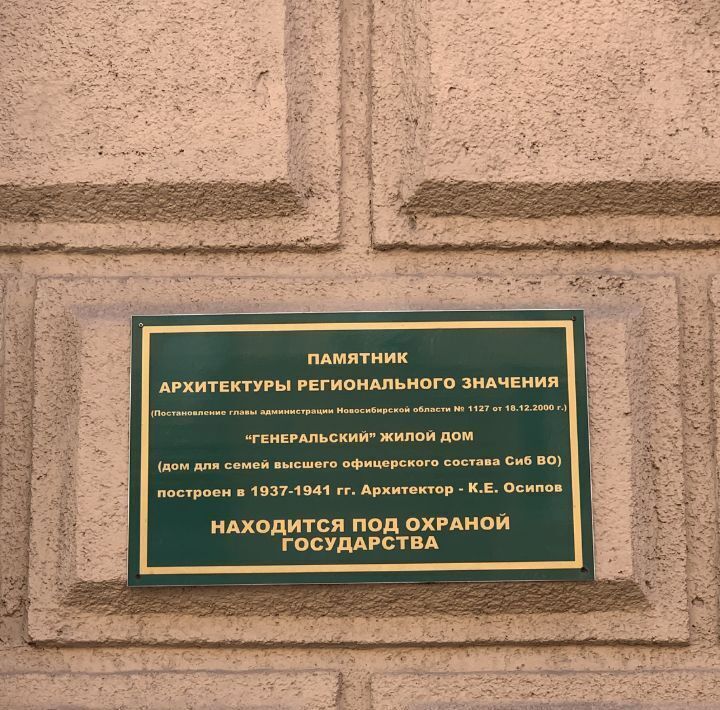 ПАМЯТНИК
АРХИТЕКТУРЫ РЕГИОНАЛЬНОГО ЗНАЧЕНИЯ
(Постановление главы администрации Новосибирской области № 1127 от 18.12.2000 г.)
“ГЕНЕРАЛЬСКИЙ” ЖИЛОЙ ДОМ
(дом для семей высшего офицерского состава Сиб ВО)
построен в 1937-1941 гг. Архитектор - К.Е. Осипов
НАХОДИТСЯ ПОД ОХРАНОЙ
ГОСУДАРСТВА